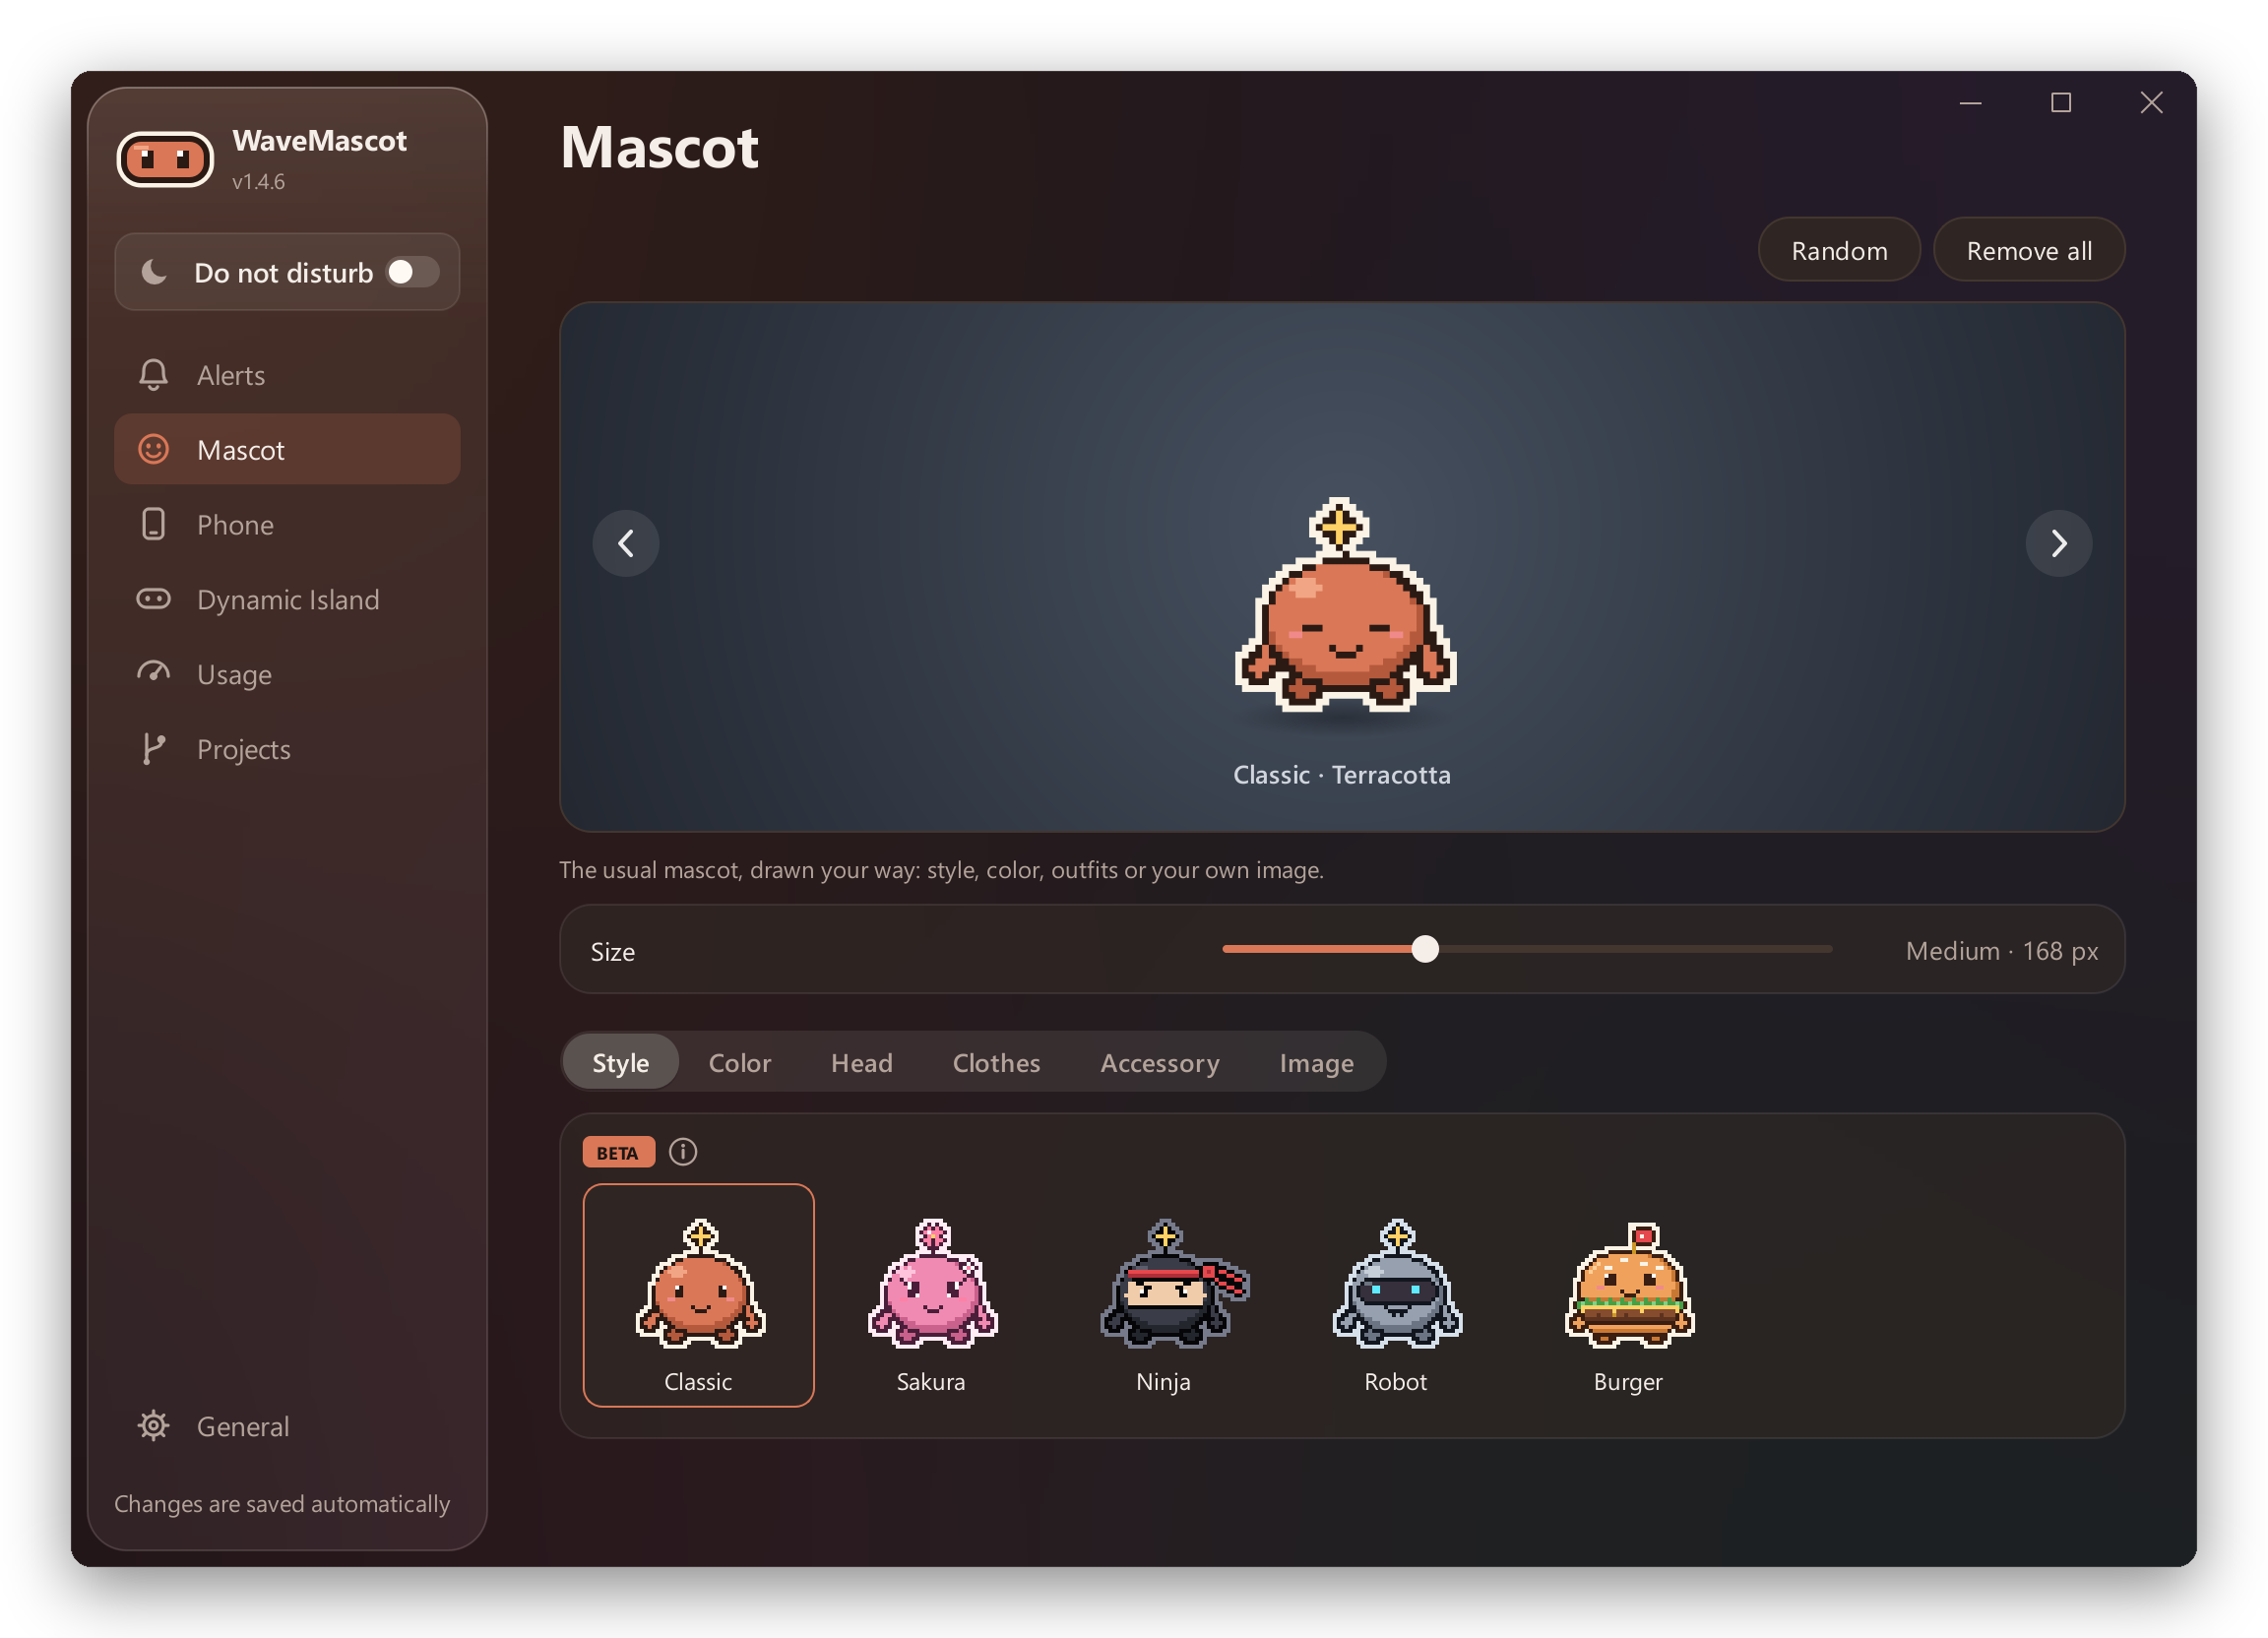 WaveMascot
v1.4.6
Do not disturb
Alerts
Mascot
Phone
Dynamic Island
Usage
Projects
General
Changes are saved automatically
Mascot
Random
Remove all
Classic · Terracotta
The usual mascot, drawn your way: style, color, outfits or your own image.
Size
Medium · 168 px
Style
Color
Head
Clothes
Accessory
Image
BETA
Classic
Sakura
Ninja
Robot
Burger